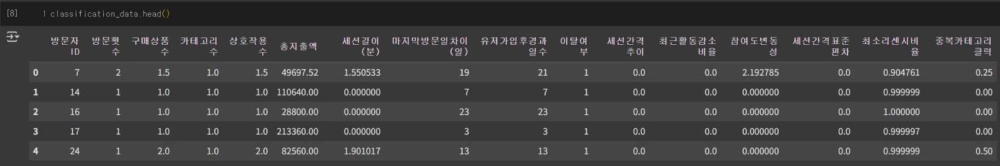 [8] 1 classification_data.head()
방문자ID 방문횟수 구매상품수 카테고리수 상호작용수 총지출액 세션길이(분) 마지막방문일차이(일) 유저가입후경과일수 이탈여부 세션간격추이 최근활동감소비율 참여도변동성 세션간격표준편차 최소리센시비율 중복카테고리클릭
0 7 2 1.5 1.0 1.5 49697.52 1.550533 19 21 1 0.0 0.0 2.192785 0.0 0.904761 0.25
1 14 1 1.0 1.0 1.0 110640.00 0.000000 7 7 1 0.0 0.0 0.000000 0.0 0.999999 0.00
2 16 1 1.0 1.0 1.0 28800.00 0.000000 23 23 1 0.0 0.0 0.000000 0.0 1.000000 0.00
3 17 1 1.0 1.0 1.0 213360.00 0.000000 3 3 1 0.0 0.0 0.000000 0.0 0.999997 0.00
4 24 1 2.0 1.0 2.0 82560.00 1.901017 13 13 1 0.0 0.0 0.000000 0.0 0.999999 0.50